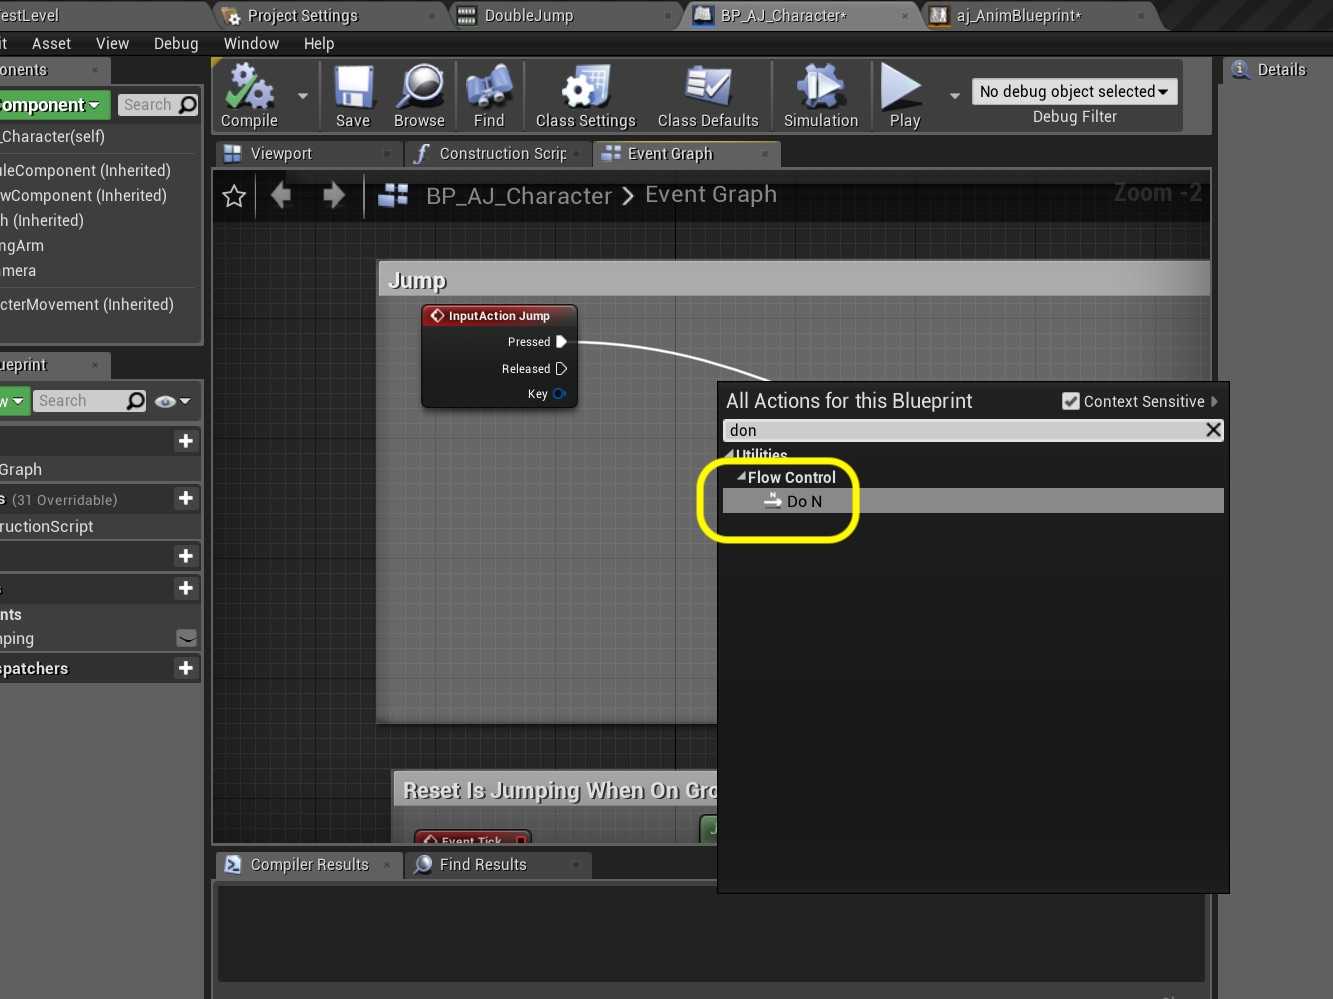 estLevel
Project Settings
DoubleJump
BP_AJ_Character*
aj_AnimBlueprint*
it
Asset
View
Debug
Window
Help
onents
omponent
Search
_Character(self)
uleComponent (Inherited)
wComponent (Inherited)
h (Inherited)
ngArm
mera
cterMovement (Inherited)
ueprint
w
Search
Graph
s (31 Overridable)
ructionScript
s
nts
ping
spatchers
Compile
Save
Browse
Find
Class Settings
Class Defaults
Simulation
Play
No debug object selected
Debug Filter
Details
Viewport
Construction Scrip
Event Graph
BP_AJ_Character > Event Graph
Zoom -2
Jump
InputAction Jump
Pressed
Released
Key
All Actions for this Blueprint
Context Sensitive
don
Utilities
Flow Control
N
Do N
Reset Is Jumping When On Gro
Event Tick
Compiler Results
Find Results